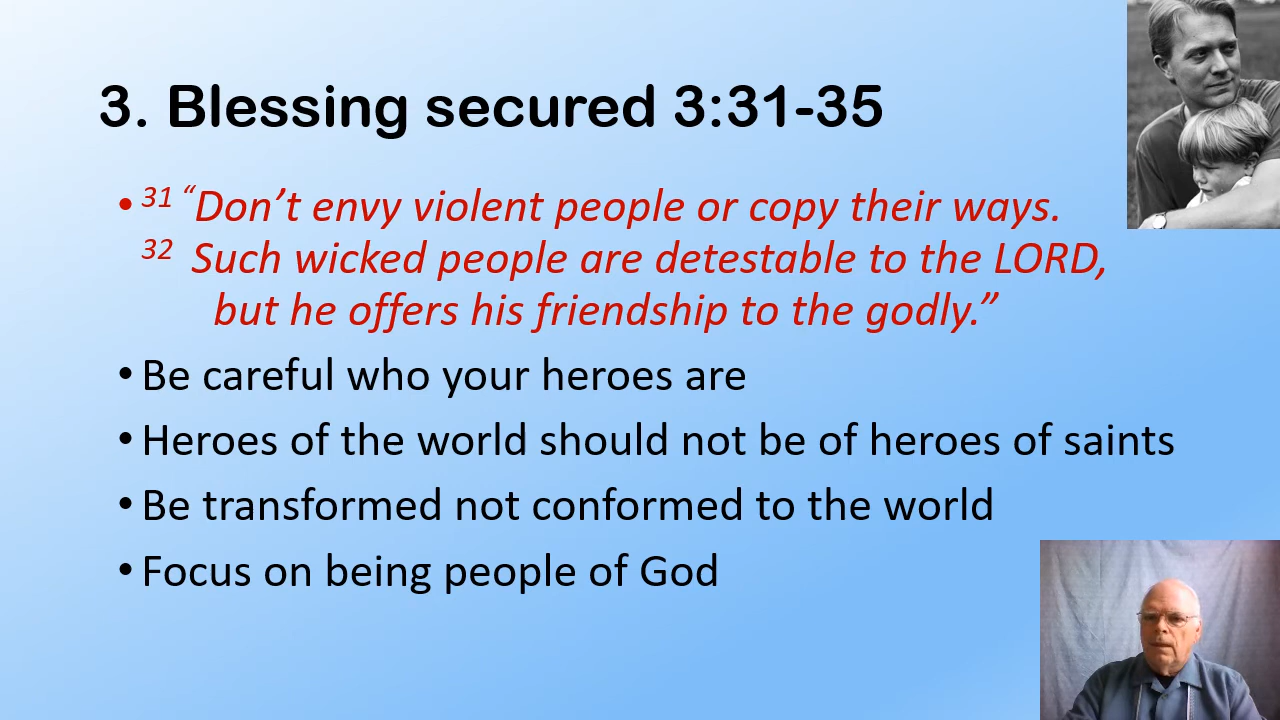 3. Blessing secured 3:31-35
• 31 “Don’t envy violent people or copy their ways.
32 Such wicked people are detestable to the LORD,
but he offers his friendship to the godly.”
• Be careful who your heroes are
• Heroes of the world should not be of heroes of saints
• Be transformed not conformed to the world
• Focus on being people of God